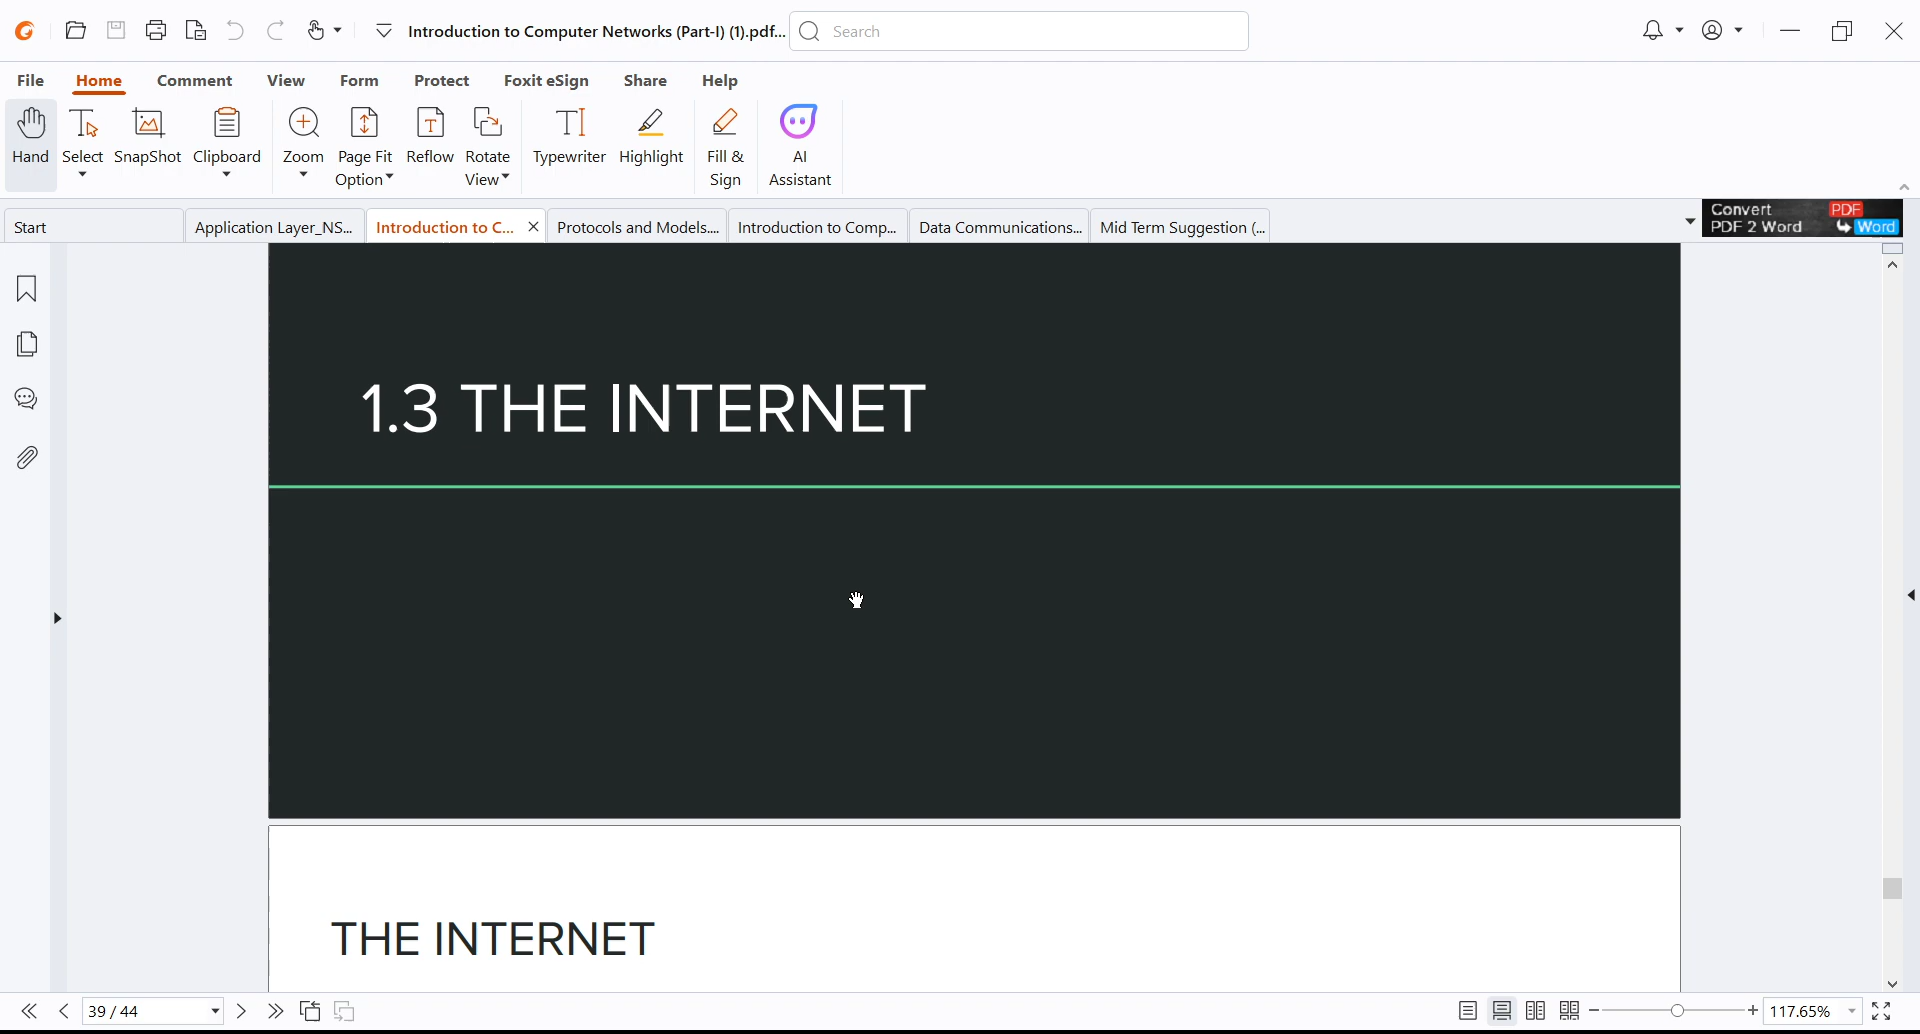 Introduction to Computer Networks (Part-I) (1).pdf...
Search
File Home Comment View Form Protect Foxit eSign Share Help
Hand
Select
SnapShot
Clipboard
Zoom
Page Fit
Option
Reflow
Rotate
View
Typewriter
Highlight
Fill &
Sign
AI
Assistant
Start
Application Layer_NS...
Introduction to C...
Protocols and Models....
Introduction to Comp...
Data Communications...
Mid Term Suggestion (...
Convert PDF
PDF 2 Word Word
1.3 THE INTERNET
THE INTERNET
39 / 44
117.65%